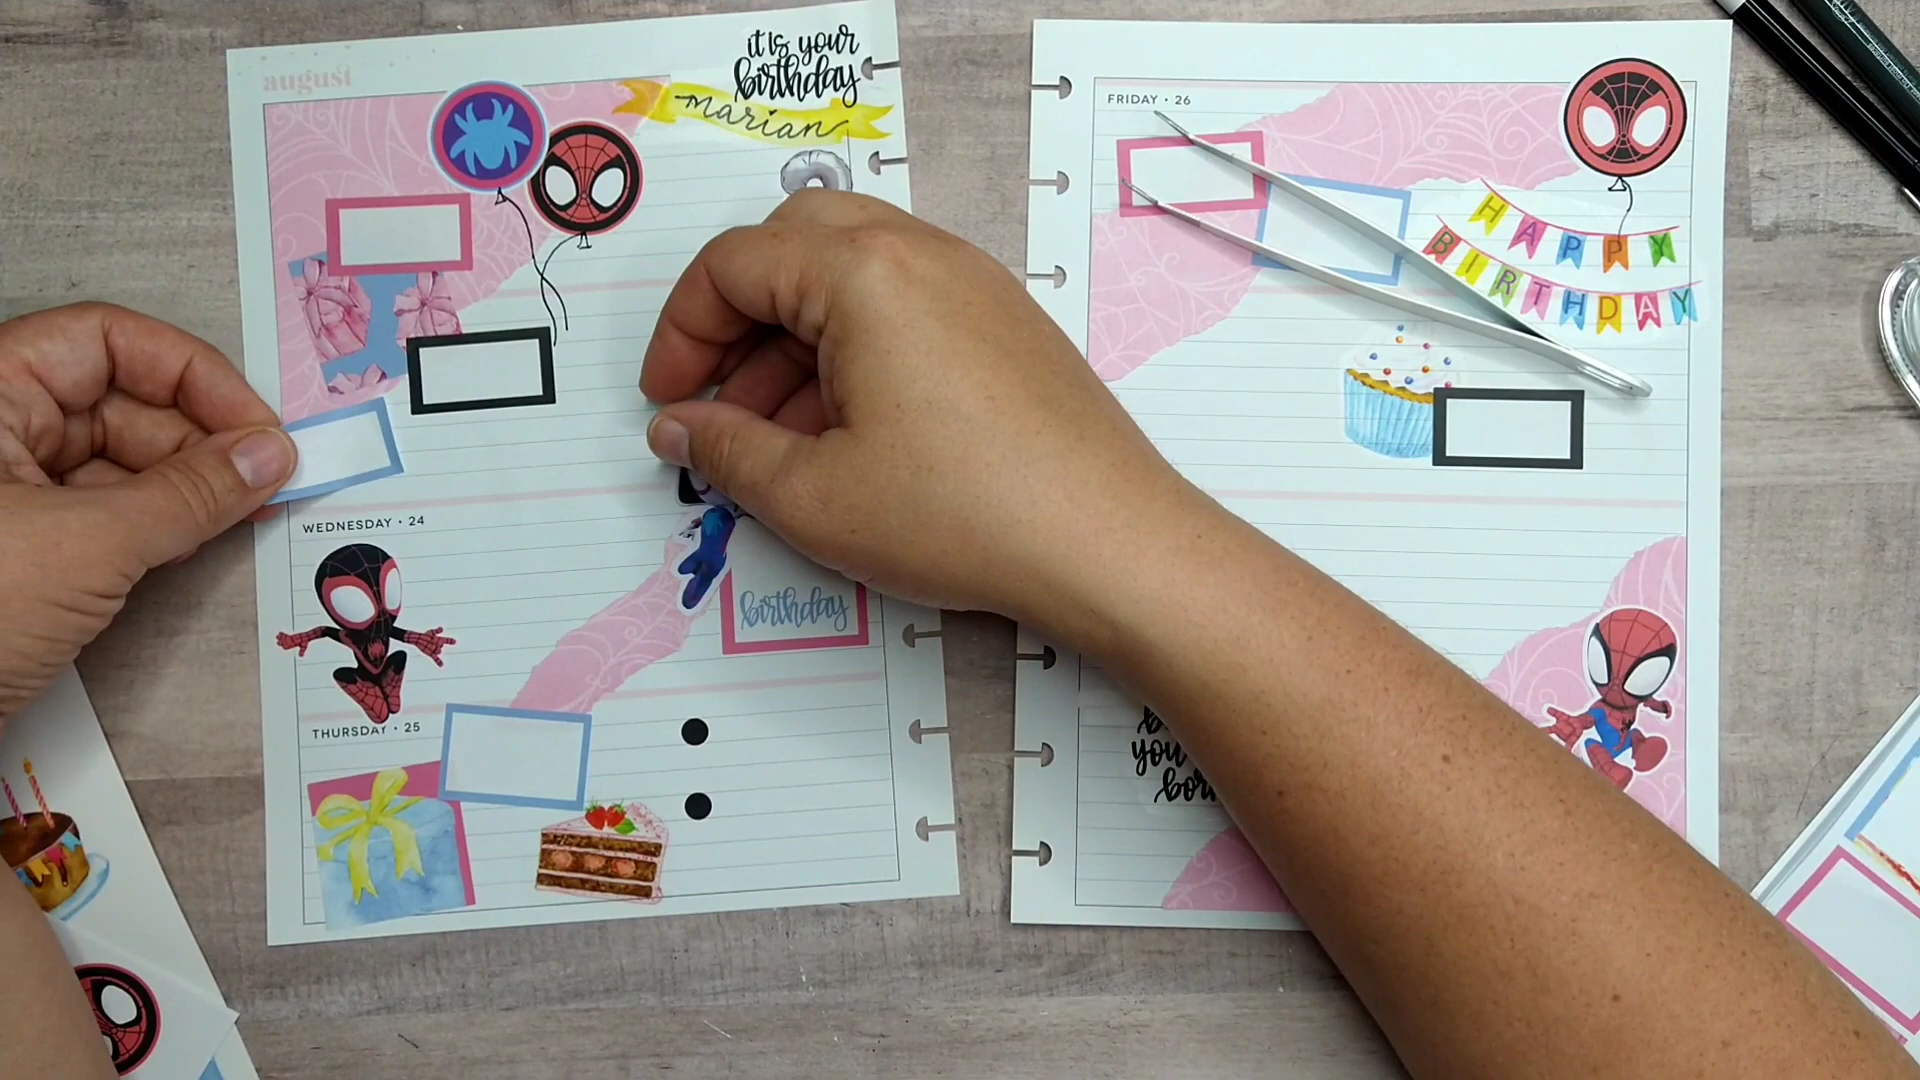 august
it is your
birthday
marian
WEDNESDAY • 24
birthday
THURSDAY • 25
FRIDAY • 26
HAPPY
BIRTHDAY